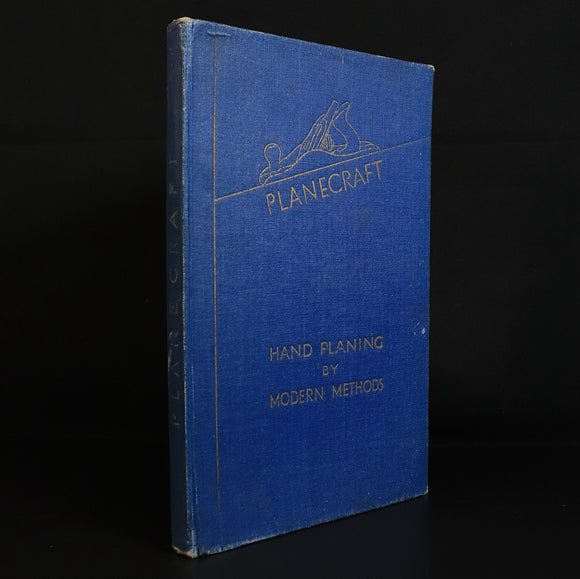 PLANECRAFT
PLANECRAFT
HAND PLANING
BY
MODERN METHODS